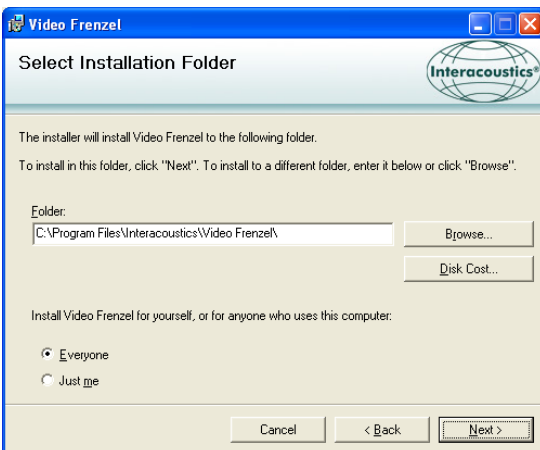 Video Frenzel
Select Installation Folder
Interacoustics®
The installer will install Video Frenzel to the following folder.
To install in this folder, click "Next". To install to a different folder, enter it below or click "Browse".
Folder:
C:\Program Files\Interacoustics\Video Frenzel\
Browse...
Disk Cost...
Install Video Frenzel for yourself, or for anyone who uses this computer:
Everyone
Just me
Cancel
< Back
Next >